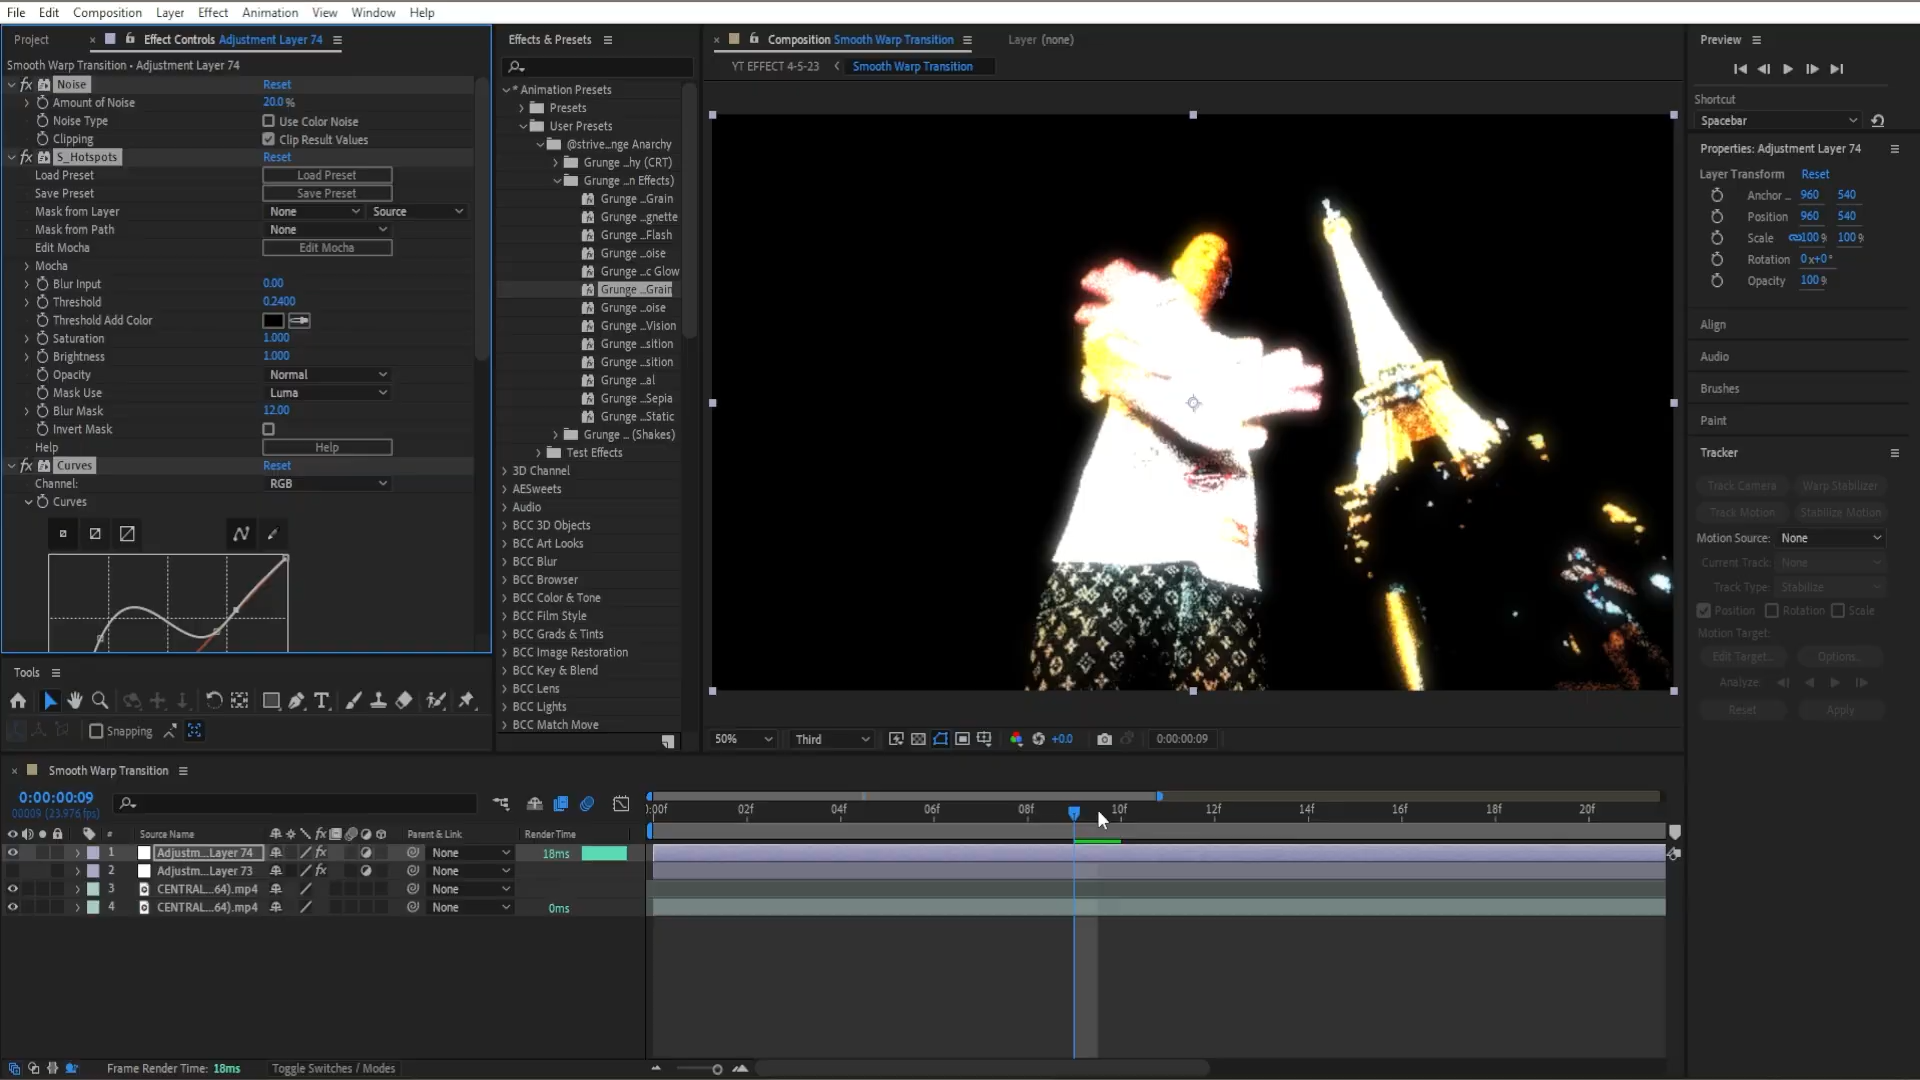 File Edit Composition Layer Effect Animation View Window Help
Project × Effect Controls Adjustment Layer 74
Smooth Warp Transition • Adjustment Layer 74
fx Noise Reset
Amount of Noise 20.0 %
Noise Type Use Color Noise
Clipping Clip Result Values
fx S_Hotspots Reset
Load Preset Load Preset
Save Preset Save Preset
Mask from Layer None Source
Mask from Path None
Edit Mocha Edit Mocha
Mocha
Blur Input 0.00
Threshold 0.2400
Threshold Add Color
Saturation 1.000
Brightness 1.000
Opacity Normal
Mask Use Luma
Blur Mask 12.00
Invert Mask
Help Help
fx Curves Reset
Channel: RGB
Curves
Tools
Snapping
Effects & Presets
* Animation Presets
Presets
User Presets
@strive...nge Anarchy
Grunge ...hy (CRT)
Grunge ...n Effects)
Grunge ...Grain
Grunge ...gnette
Grunge ...Flash
Grunge ...oise
Grunge ...c Glow
Grunge ...Grain
Grunge ...oise
Grunge ...Vision
Grunge ...sition
Grunge ...sition
Grunge ...al
Grunge ...Sepia
Grunge ...Static
Grunge ... (Shakes)
Test Effects
3D Channel
AESweets
Audio
BCC 3D Objects
BCC Art Looks
BCC Blur
BCC Browser
BCC Color & Tone
BCC Film Style
BCC Grads & Tints
BCC Image Restoration
BCC Key & Blend
BCC Lens
BCC Lights
BCC Match Move
× Composition Smooth Warp Transition Layer (none)
YT EFFECT 4-5-23 Smooth Warp Transition
50% Third +0.0 0:00:00:09
Preview
Shortcut
Spacebar
Properties: Adjustment Layer 74
Layer Transform Reset
Anchor ... 960 540
Position 960 540
Scale 100 % 100 %
Rotation 0x+0°
Opacity 100 %
Align
Audio
Brushes
Paint
Tracker
Track Camera Warp Stabilizer
Track Motion Stabilize Motion
Motion Source: None
Current Track: None
Track Type: Stabilize
Position Rotation Scale
Motion Target:
Edit Target... Options...
Analyze:
Reset Apply
× Smooth Warp Transition
0:00:00:09
00009 (23.976 fps)
:00f 02f 04f 06f 08f 10f 12f 14f 16f 18f 20f
# Source Name fx Parent & Link Render Time
1 Adjustm...Layer 74 fx None 18ms
2 Adjustm...Layer 73 fx None
3 CENTRAL...64).mp4 None
4 CENTRAL...64).mp4 None 0ms
Frame Render Time: 18ms Toggle Switches / Modes